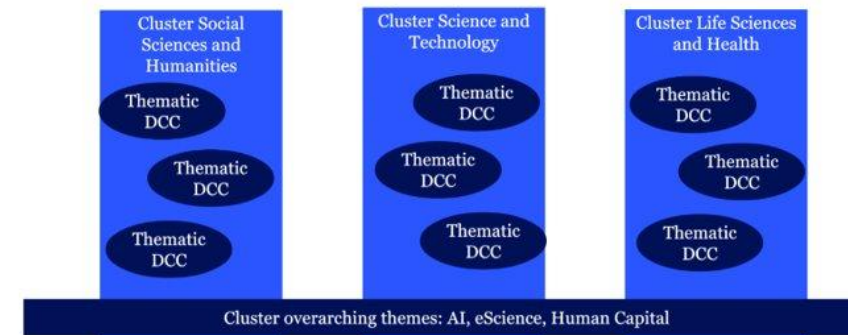 Cluster Social
Sciences and
Humanities
Thematic
DCC
Thematic
DCC
Thematic
DCC
Cluster Science and
Technology
Thematic
DCC
Thematic
DCC
Thematic
DCC
Cluster Life Sciences
and Health
Thematic
DCC
Thematic
DCC
Thematic
DCC
Cluster overarching themes: AI, eScience, Human Capital